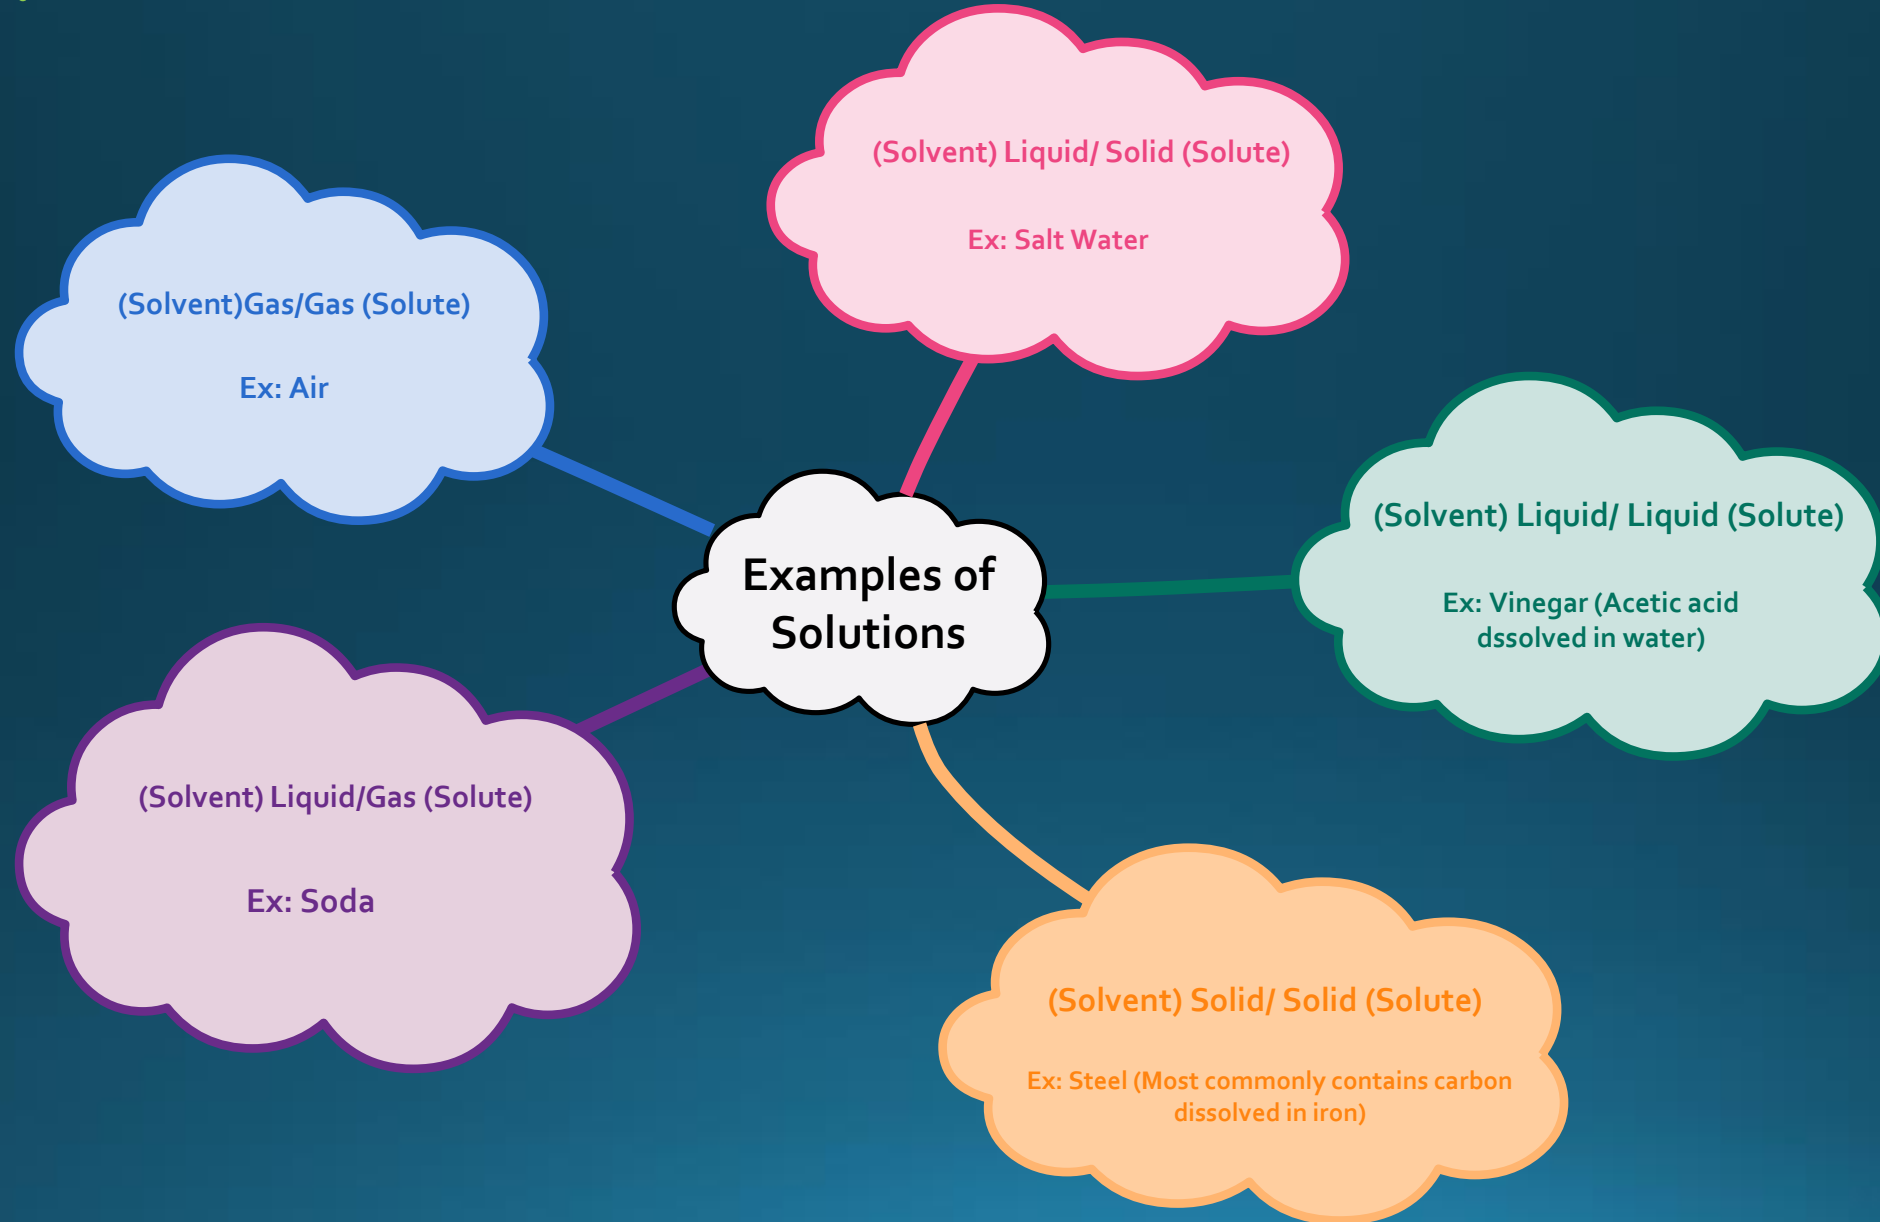 (Solvent) Liquid/ Solid (Solute)
Ex: Salt Water
(Solvent)Gas/Gas (Solute)
Ex: Air
(Solvent) Liquid/ Liquid (Solute)
Ex: Vinegar (Acetic acid
dssolved in water)
Examples of
Solutions
(Solvent) Liquid/Gas (Solute)
Ex: Soda
(Solvent) Solid/ Solid (Solute)
Ex: Steel (Most commonly contains carbon
dissolved in iron)